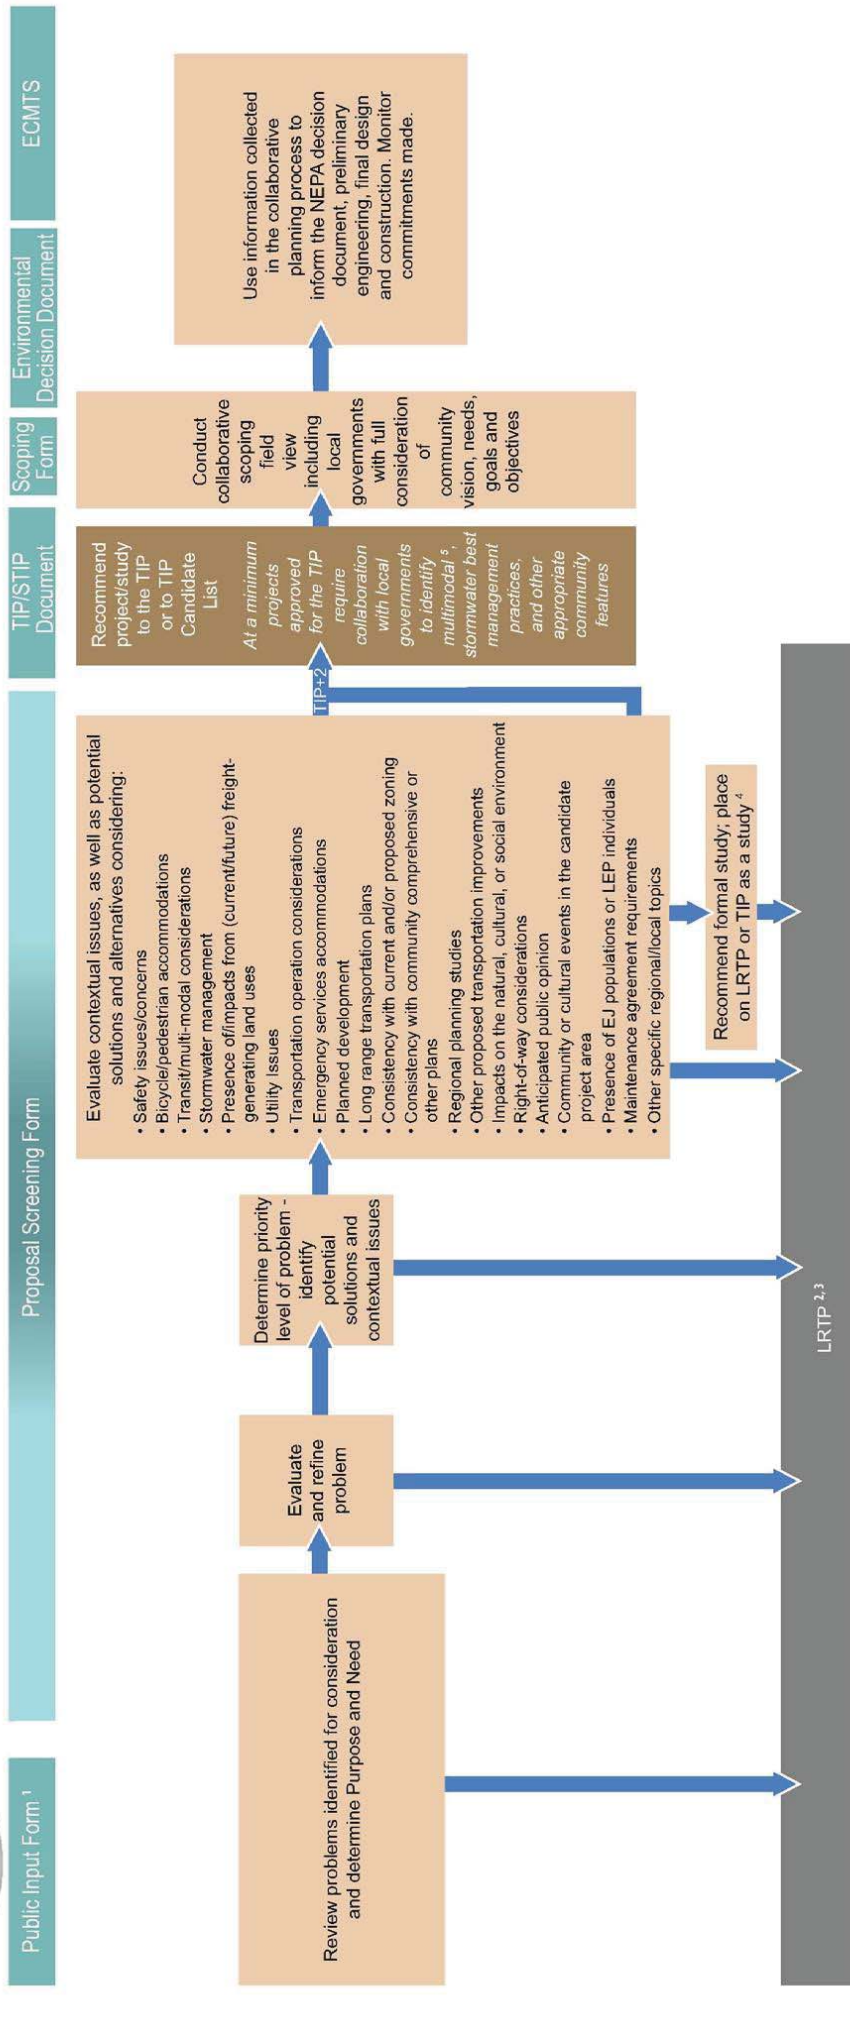 Public Input Form 1
Proposal Screening Form
TIP/STIP
Document
Scoping
Form
Environmental
Decision Document
ECMTS
Review problems identified for consideration
and determine Purpose and Need
Evaluate
and refine
problem
Determine priority
level of problem -
identify
potential
solutions and
contextual issues
Evaluate contextual issues, as well as potential
solutions and alternatives considering:
• Safety issues/concerns
• Bicycle/pedestrian accommodations
• Transit/multi-modal considerations
• Stormwater management
• Presence of/impacts from (current/future) freight-
generating land uses
• Utility Issues
• Transportation operation considerations
• Emergency services accommodations
• Planned development
• Long range transportation plans
• Consistency with current and/or proposed zoning
• Consistency with community comprehensive or
other plans
• Regional planning studies
• Other proposed transportation improvements
• Impacts on the natural, cultural, or social environment
• Right-of-way considerations
• Anticipated public opinion
• Community or cultural events in the candidate
project area
• Presence of EJ populations or LEP individuals
• Maintenance agreement requirements
• Other specific regional/local topics
TIP+2
Recommend
project/study
to the TIP
or to TIP
Candidate
List
At a minimum
projects
approved
for the TIP
require
collaboration
with local
governments
to identify
multimodal 5,
stormwater best
management
practices,
and other
appropriate
community
features
Conduct
collaborative
scoping
field
view
including
local
governments
with full
consideration
of
community
vision, needs,
goals and
objectives
Use information collected
in the collaborative
planning process to
inform the NEPA decision
document, preliminary
engineering, final design
and construction. Monitor
commitments made.
Recommend formal study; place
on LRTP or TIP as a study 4
LRTP 2,3